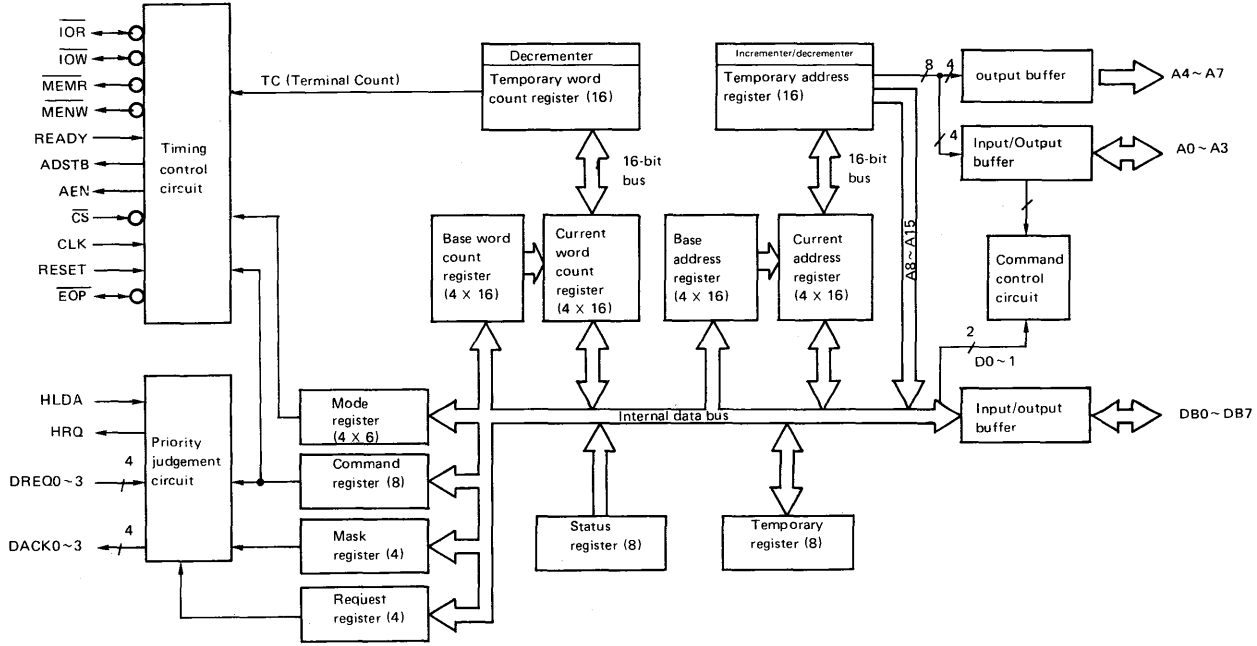 IOR
IOW
MEMR
MENW
READY
ADSTB
AEN
CS
CLK
RESET
EOP
Timing
control
circuit
TC (Terminal Count)
Decrementer
Temporary word
count register (16)
Incrementer/decrementer
Temporary address
register (16)
8
4
output buffer
A4~A7
4
Input/Output
buffer
A0~A3
16-bit
bus
16-bit
bus
A8~A15
Base word
count
register
(4 X 16)
Current
word
count
register
(4 X 16)
Base
address
register
(4 X 16)
Current
address
register
(4 X 16)
Command
control
circuit
2
D0~1
HLDA
HRQ
4
DREQ0~3
4
DACK0~3
Priority
judgement
circuit
Mode
register
(4 X 6)
Command
register (8)
Mask
register (4)
Request
register (4)
Internal data bus
Input/output
buffer
DB0~DB7
Status
register (8)
Temporary
register (8)